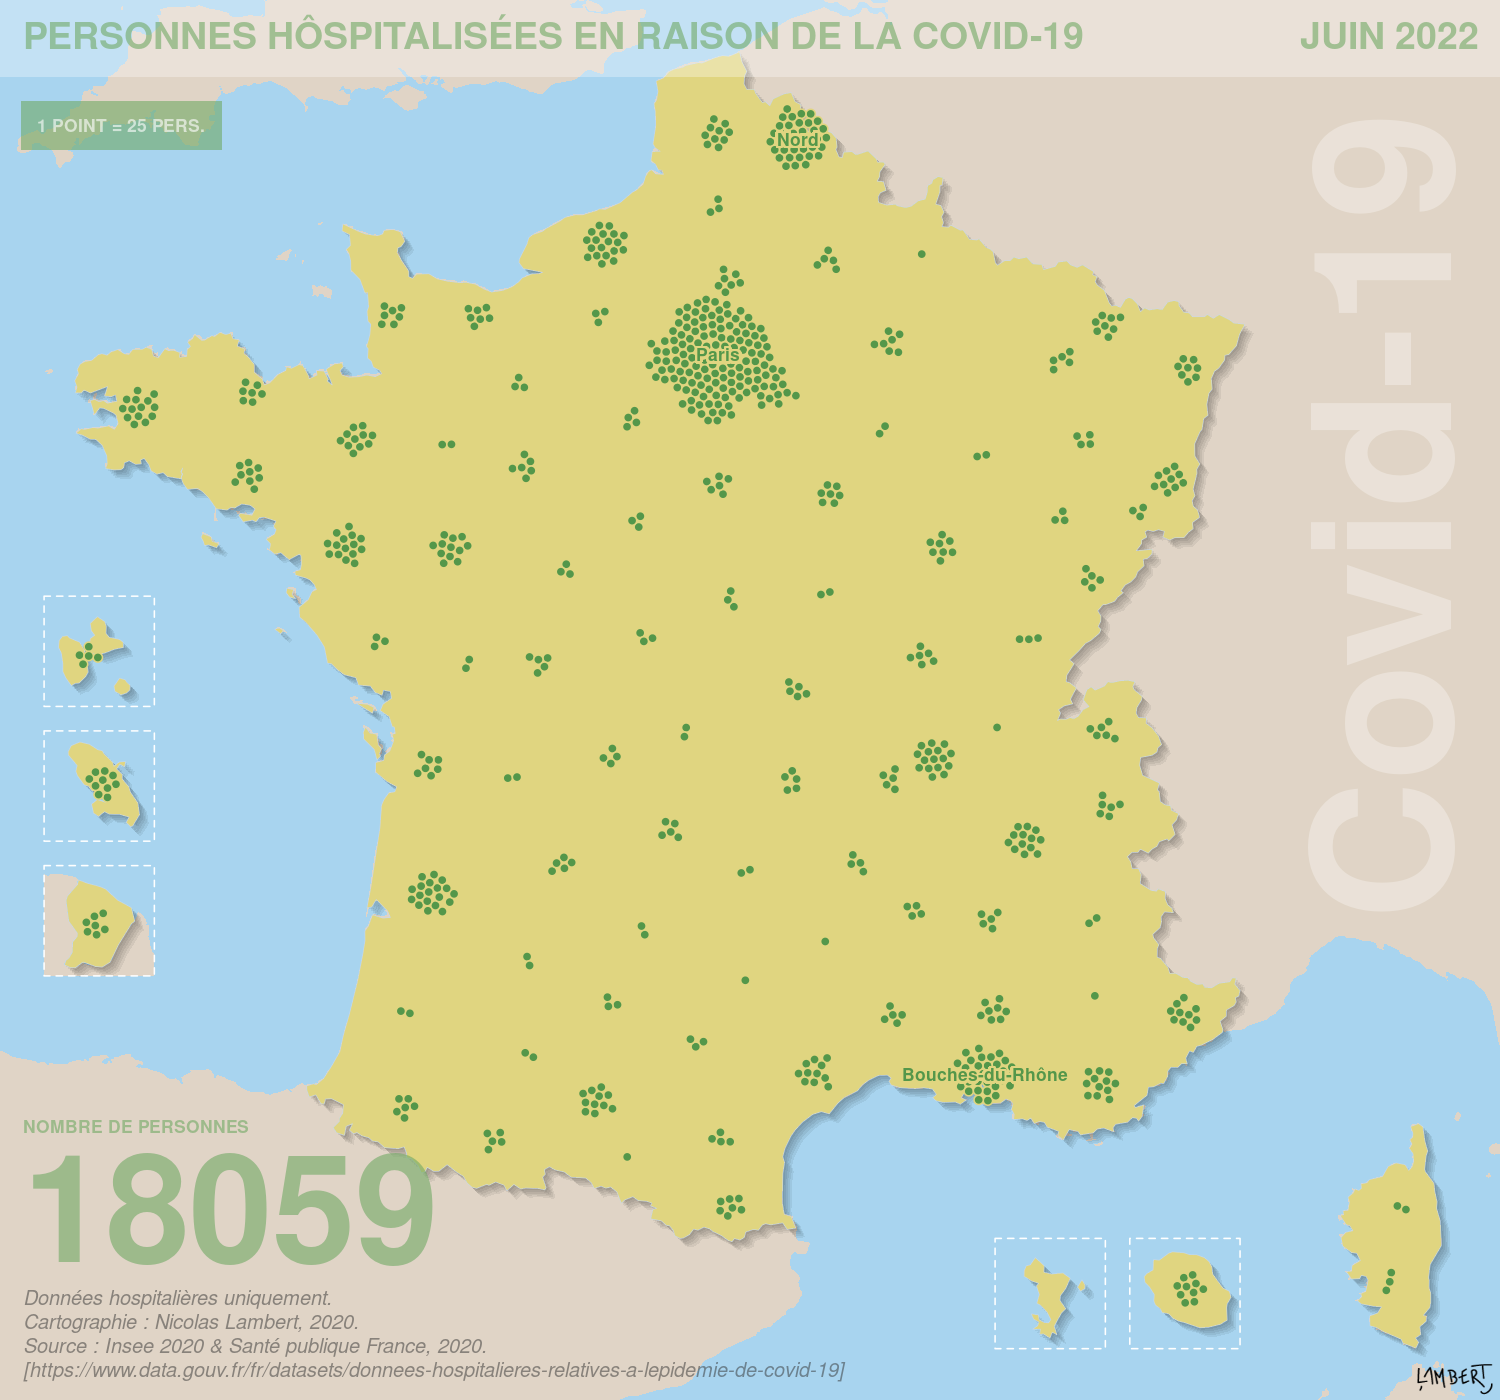 PERSONNES HÔSPITALISÉES EN RAISON DE LA COVID-19
JUIN 2022
1 POINT = 25 PERS.
Nord
Covid-19
Paris
Bouches-du-Rhône
NOMBRE DE PERSONNES
18059
Données hospitalières uniquement.
Cartographie : Nicolas Lambert, 2020.
Source : Insee 2020 & Santé publique France, 2020.
[https://www.data.gouv.fr/fr/datasets/donnees-hospitalieres-relatives-a-lepidemie-de-covid-19]
LAMBERT